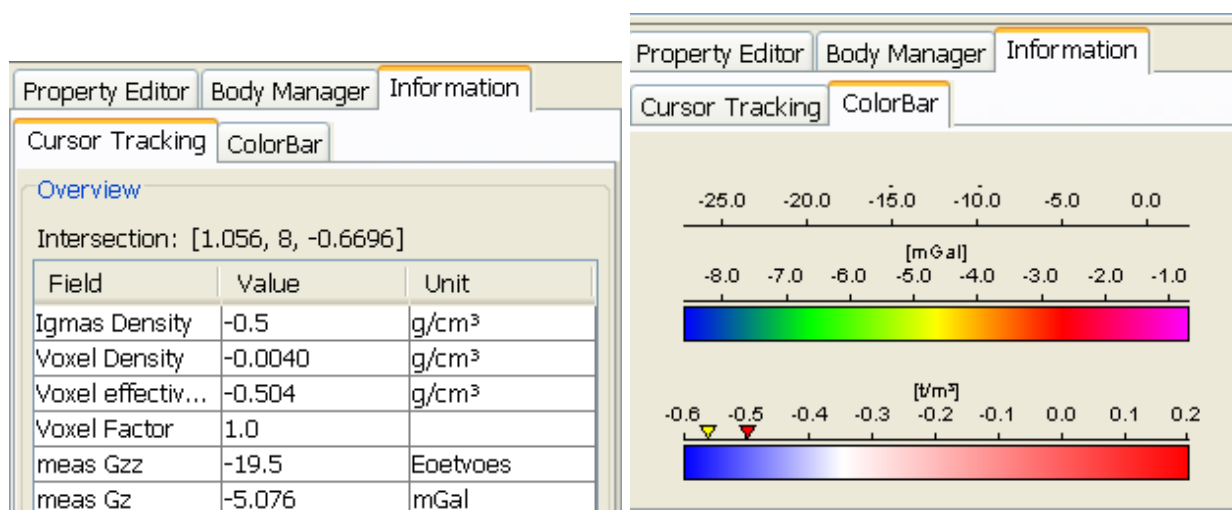 Property Editor Body Manager Information
Cursor Tracking ColorBar
Overview
Intersection: [1.056, 8, -0.6696]
Field Value Unit
Igmas Density -0.5 g/cm³
Voxel Density -0.0040 g/cm³
Voxel effectiv... -0.504 g/cm³
Voxel Factor 1.0
meas Gzz -19.5 Eoetvoes
meas Gz -5.076 mGal
Property Editor Body Manager Information
Cursor Tracking ColorBar
-25.0 -20.0 -15.0 -10.0 -5.0 0.0
[mGal]
-8.0 -7.0 -6.0 -5.0 -4.0 -3.0 -2.0 -1.0
[t/m³]
-0.6 -0.5 -0.4 -0.3 -0.2 -0.1 0.0 0.1 0.2